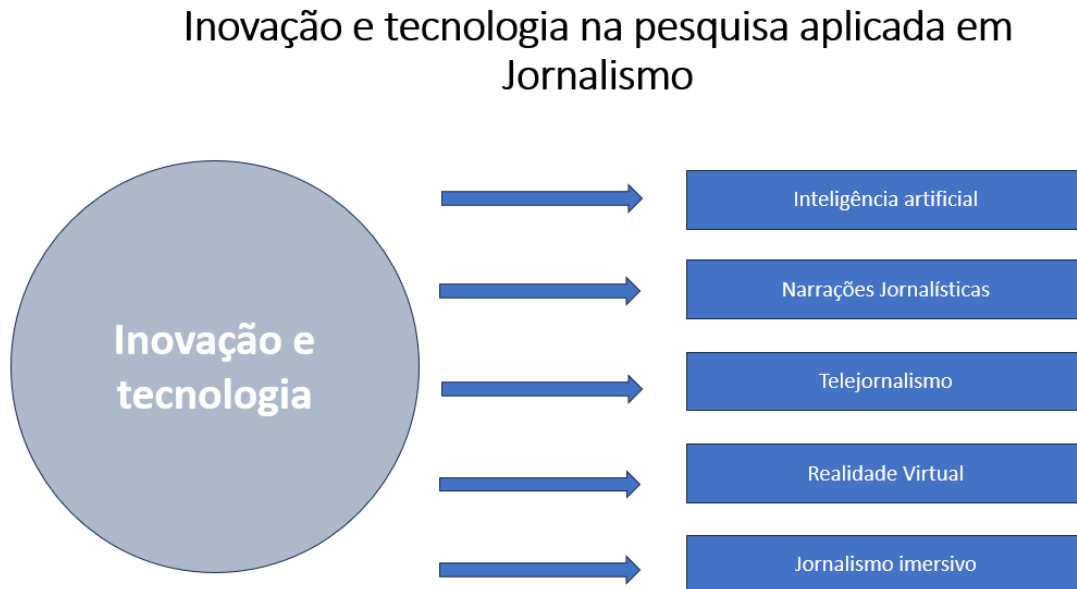 Inovação e tecnologia na pesquisa aplicada em
Jornalismo
Inovação e
tecnologia
Inteligência artificial
Narrações Jornalísticas
Telejornalismo
Realidade Virtual
Jornalismo imersivo